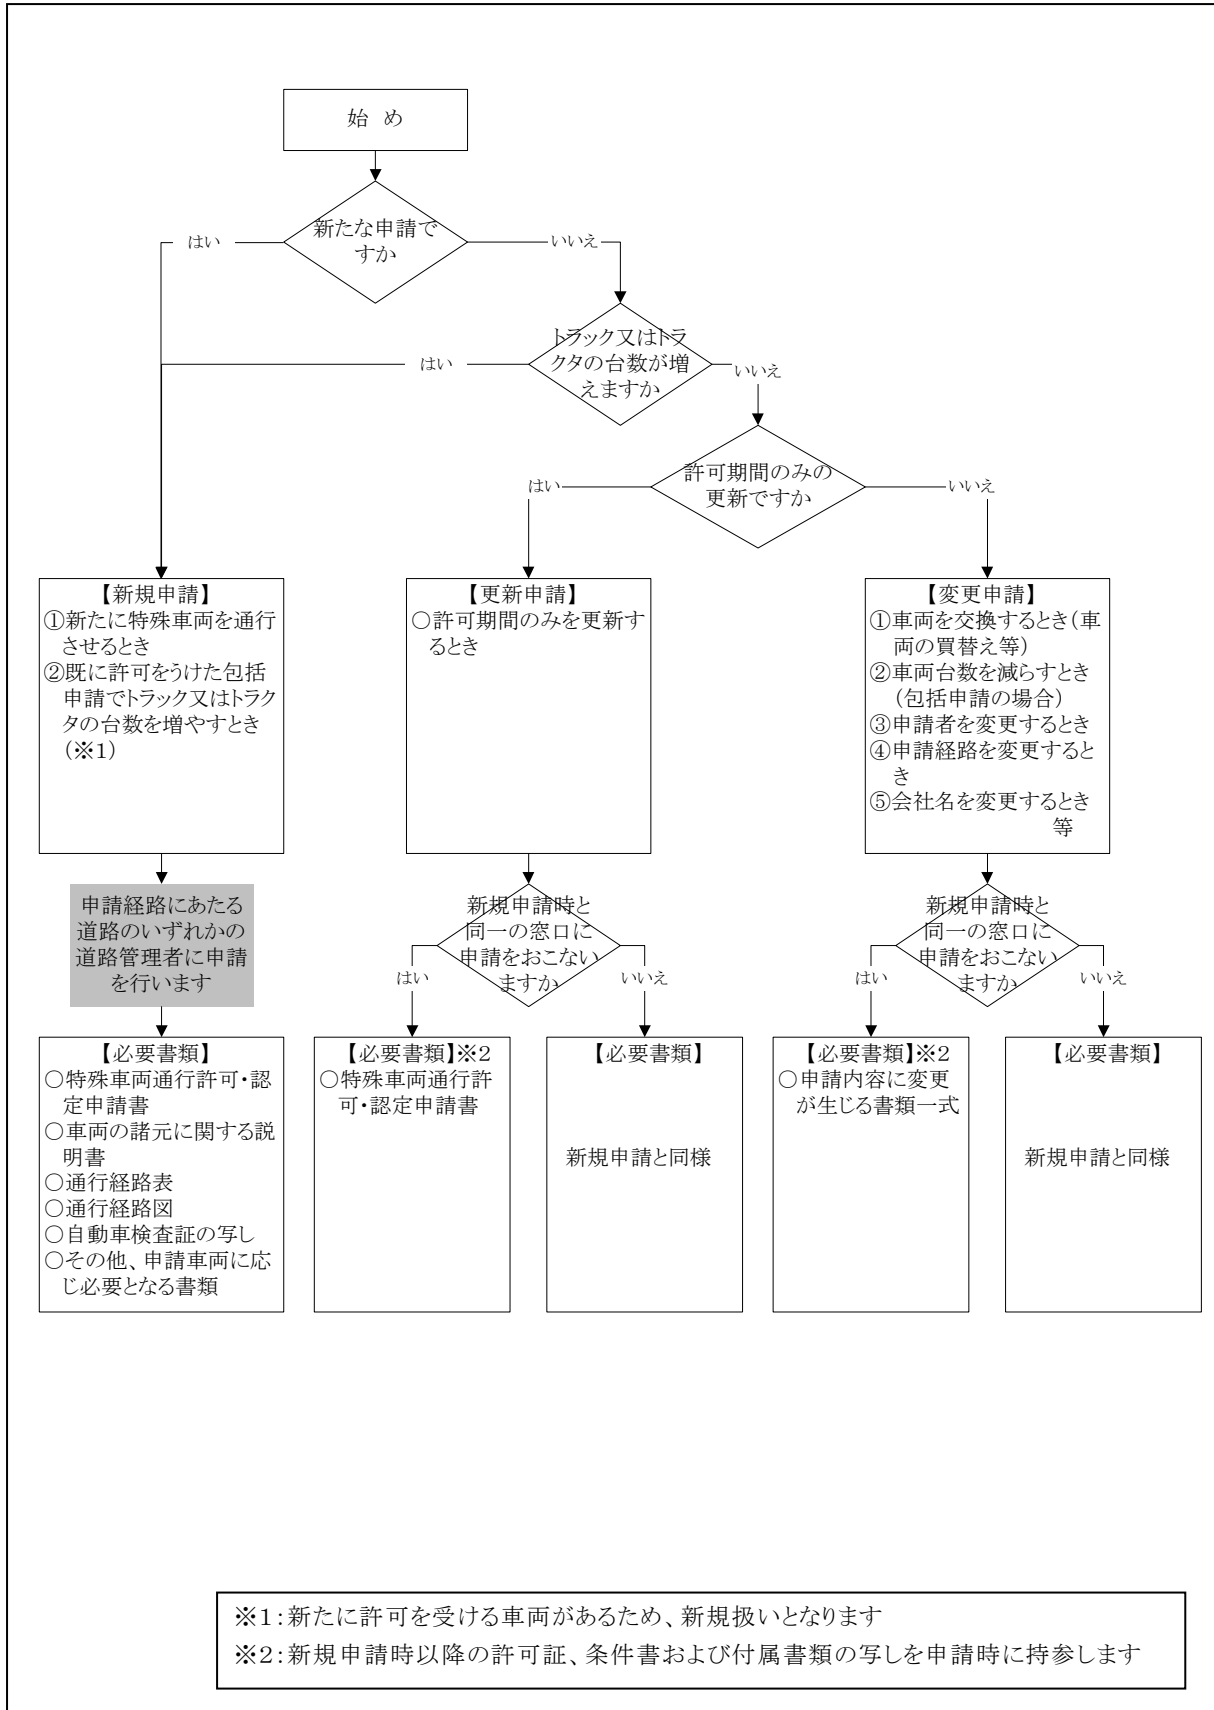 始 め
新たな申請で
すか
はい
いいえ
トラック又はトラ
クタの台数が増
えますか
はい
いいえ
許可期間のみの
更新ですか
はい
いいえ
【新規申請】
①新たに特殊車両を通行
させるとき
②既に許可をうけた包括
申請でトラック又はトラク
タの台数を増やすとき
(※1)
【更新申請】
○許可期間のみを更新す
るとき
【変更申請】
①車両を交換するとき(車
両の買替え等)
②車両台数を減らすとき
(包括申請の場合)
③申請者を変更するとき
④申請経路を変更すると
き
⑤会社名を変更するとき
等
申請経路にあたる
道路のいずれかの
道路管理者に申請
を行います
新規申請時と
同一の窓口に
申請をおこない
ますか
はい
いいえ
新規申請時と
同一の窓口に
申請をおこない
ますか
はい
いいえ
【必要書類】
○特殊車両通行許可・認
定申請書
○車両の諸元に関する説
明書
○通行経路表
○通行経路図
○自動車検査証の写し
○その他、申請車両に応
じ必要となる書類
【必要書類】※2
○特殊車両通行許
可・認定申請書
【必要書類】
新規申請と同様
【必要書類】※2
○申請内容に変更
が生じる書類一式
【必要書類】
新規申請と同様
※1:新たに許可を受ける車両があるため、新規扱いとなります
※2:新規申請時以降の許可証、条件書および付属書類の写しを申請時に持参します